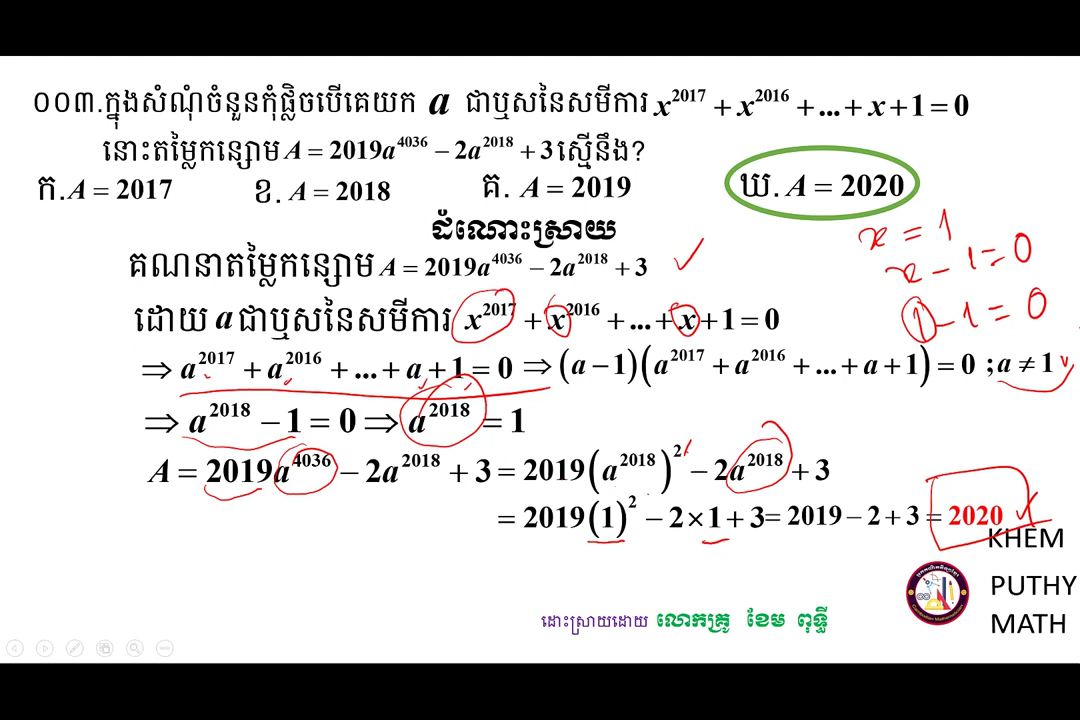 ០០៣.ក្នុងសំណុំចំនួនកុំផ្លិចបើគេយក a ជាឬសនៃសមីការ x^2017 + x^2016 + ... + x + 1 = 0
នោះតម្លៃកន្សោម A = 2019a^4036 − 2a^2018 + 3 ស្មើនឹង?
ក. A = 2017 ខ. A = 2018 គ. A = 2019 ឃ. A = 2020
ដំណោះស្រាយ
x = 1
គណនាតម្លៃកន្សោម A = 2019a^4036 − 2a^2018 + 3
x − 1 = 0
ដោយ a ជាឬសនៃសមីការ x^2017 + x^2016 + ... + x + 1 = 0
1 − 1 = 0
⇒ a^2017 + a^2016 + ... + a + 1 = 0 ⇒ (a − 1)(a^2017 + a^2016 + ... + a + 1) = 0 ; a ≠ 1
⇒ a^2018 − 1 = 0 ⇒ a^2018 = 1
A = 2019a^4036 − 2a^2018 + 3 = 2019(a^2018)^2 − 2a^2018 + 3
= 2019(1)^2 − 2 × 1 + 3 = 2019 − 2 + 3 = 2020
KHEM
PUTHY
MATH
ដោះស្រាយដោយ លោកគ្រូ ខែម ពុទ្ធី